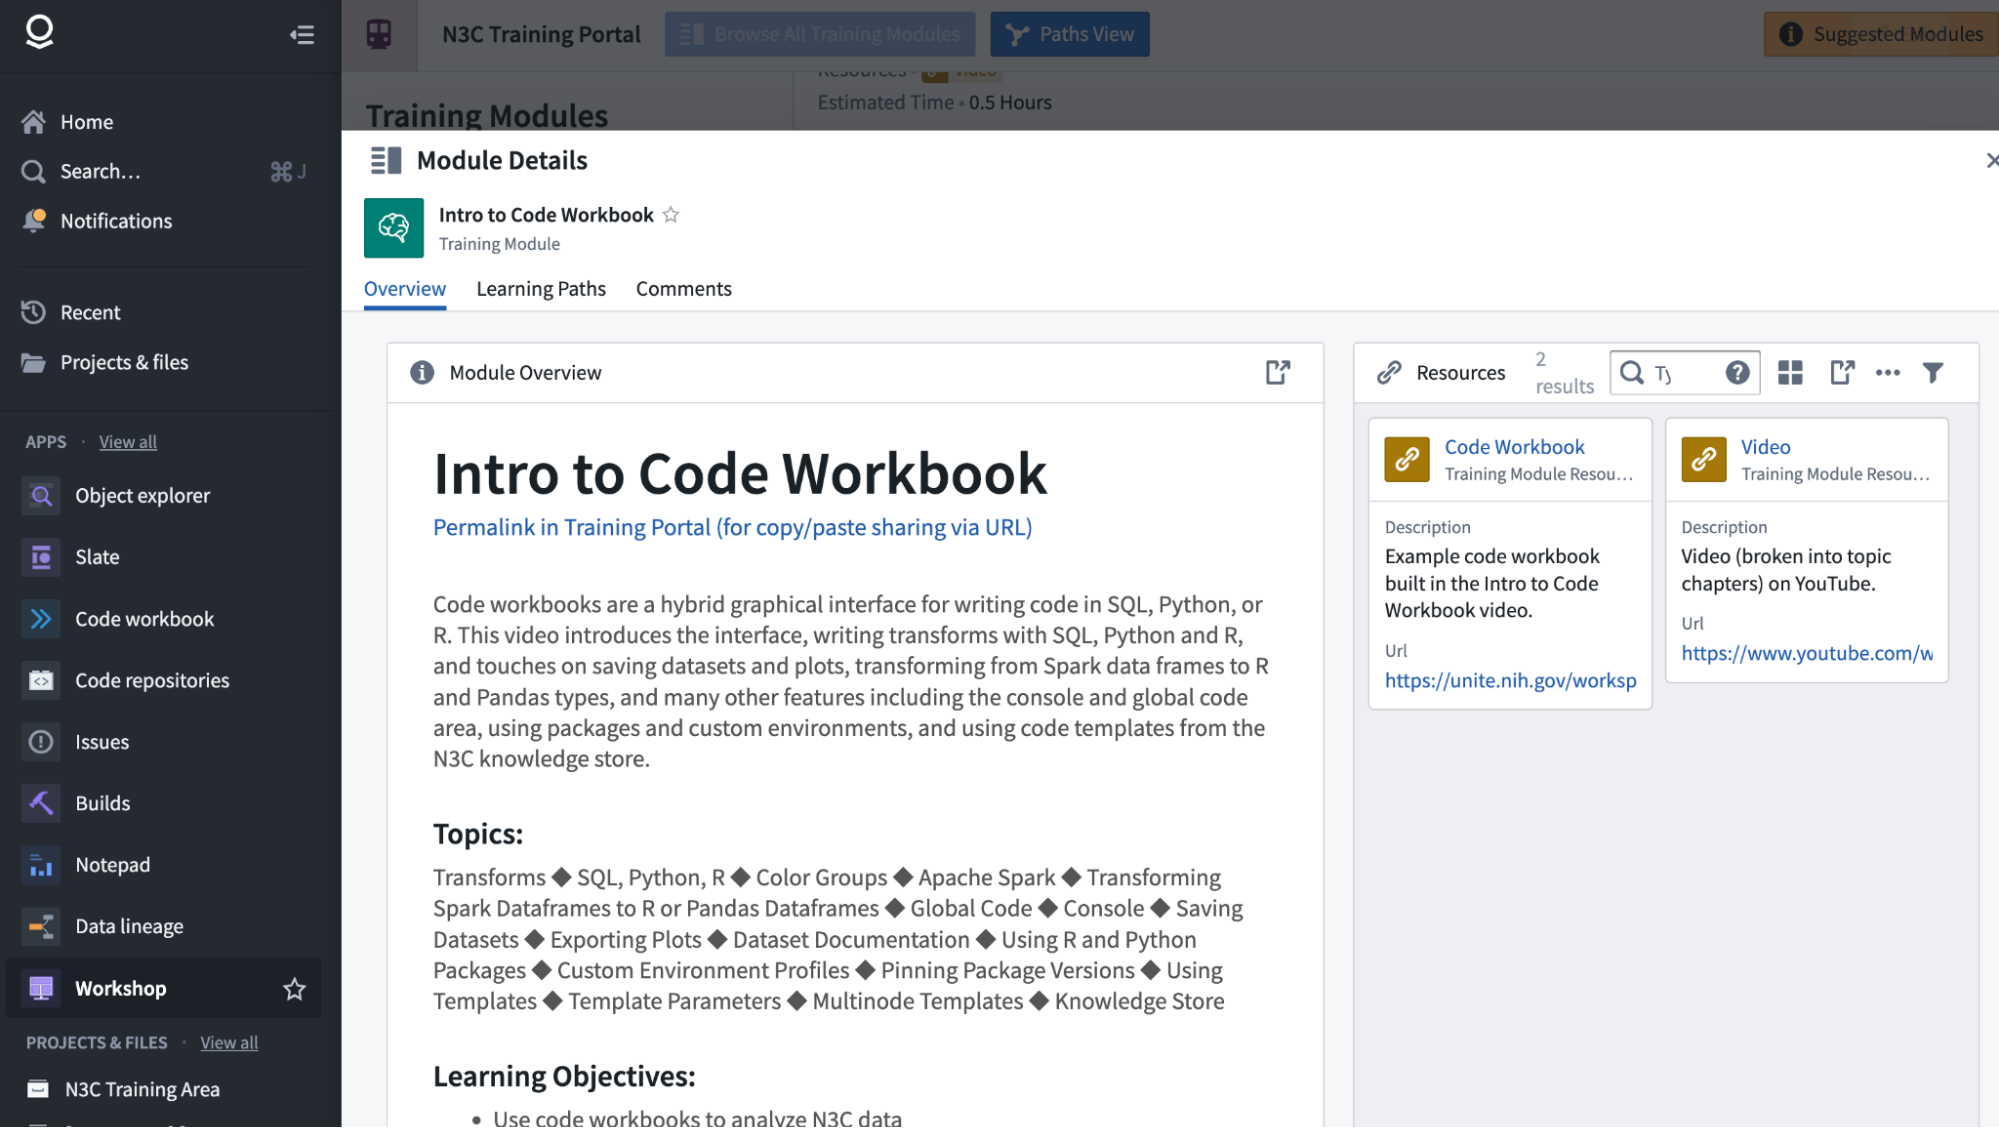 N3C Training Portal
Browse All Training Modules
Paths View
Suggested Modules
Home
Search…
⌘ J
Notifications
Recent
Projects & files
APPS · View all
Object explorer
Slate
Code workbook
Code repositories
Issues
Builds
Notepad
Data lineage
Workshop
PROJECTS & FILES · View all
N3C Training Area
Resources • Video
Estimated Time • 0.5 Hours
Training Modules
Module Details
Intro to Code Workbook
Training Module
Overview
Learning Paths
Comments
Module Overview
Intro to Code Workbook
Permalink in Training Portal (for copy/paste sharing via URL)
Code workbooks are a hybrid graphical interface for writing code in SQL, Python, or
R. This video introduces the interface, writing transforms with SQL, Python and R,
and touches on saving datasets and plots, transforming from Spark data frames to R
and Pandas types, and many other features including the console and global code
area, using packages and custom environments, and using code templates from the
N3C knowledge store.
Topics:
Transforms ◆ SQL, Python, R ◆ Color Groups ◆ Apache Spark ◆ Transforming
Spark Dataframes to R or Pandas Dataframes ◆ Global Code ◆ Console ◆ Saving
Datasets ◆ Exporting Plots ◆ Dataset Documentation ◆ Using R and Python
Packages ◆ Custom Environment Profiles ◆ Pinning Package Versions ◆ Using
Templates ◆ Template Parameters ◆ Multinode Templates ◆ Knowledge Store
Learning Objectives:
• Use code workbooks to analyze N3C data
Resources
2
results
Ty
Code Workbook
Training Module Resou…
Description
Example code workbook
built in the Intro to Code
Workbook video.
Url
https://unite.nih.gov/worksp
Video
Training Module Resou…
Description
Video (broken into topic
chapters) on YouTube.
Url
https://www.youtube.com/w